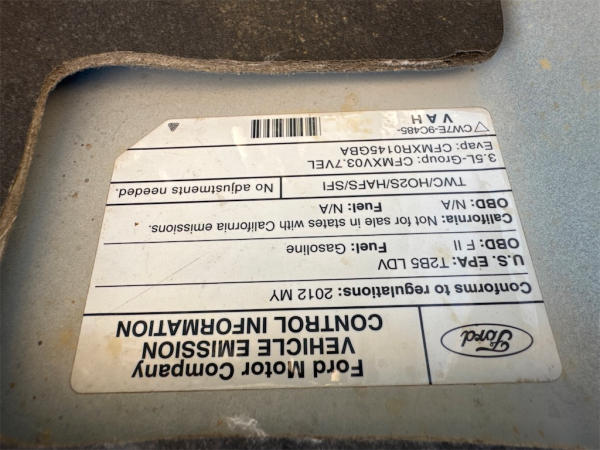 Ford
Ford Motor Company
VEHICLE EMISSION
CONTROL INFORMATION
Conforms to regulations: 2012 MY
U.S. EPA: T2B5 LDV
OBD: F II Fuel: Gasoline
California: Not for sale in states with California emissions.
OBD: N/A Fuel: N/A
TWC/HO2S/HAFS/SFI No adjustments needed.
3.5L-Group: CFMXV03.7VEL
Evap: CFMXR0145GBA
CW7E-9C485-
VAH